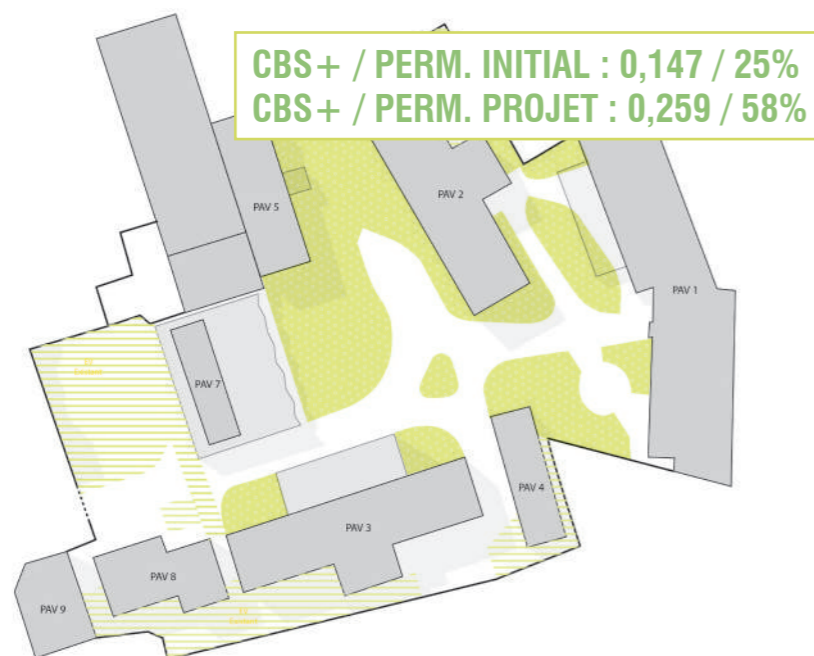 CBS+ / PERM. INITIAL : 0,147 / 25%
CBS+ / PERM. PROJET : 0,259 / 58%
PAV 5
PAV 2
PAV 1
PAV 7
PAV 4
PAV 3
PAV 8
PAV 9